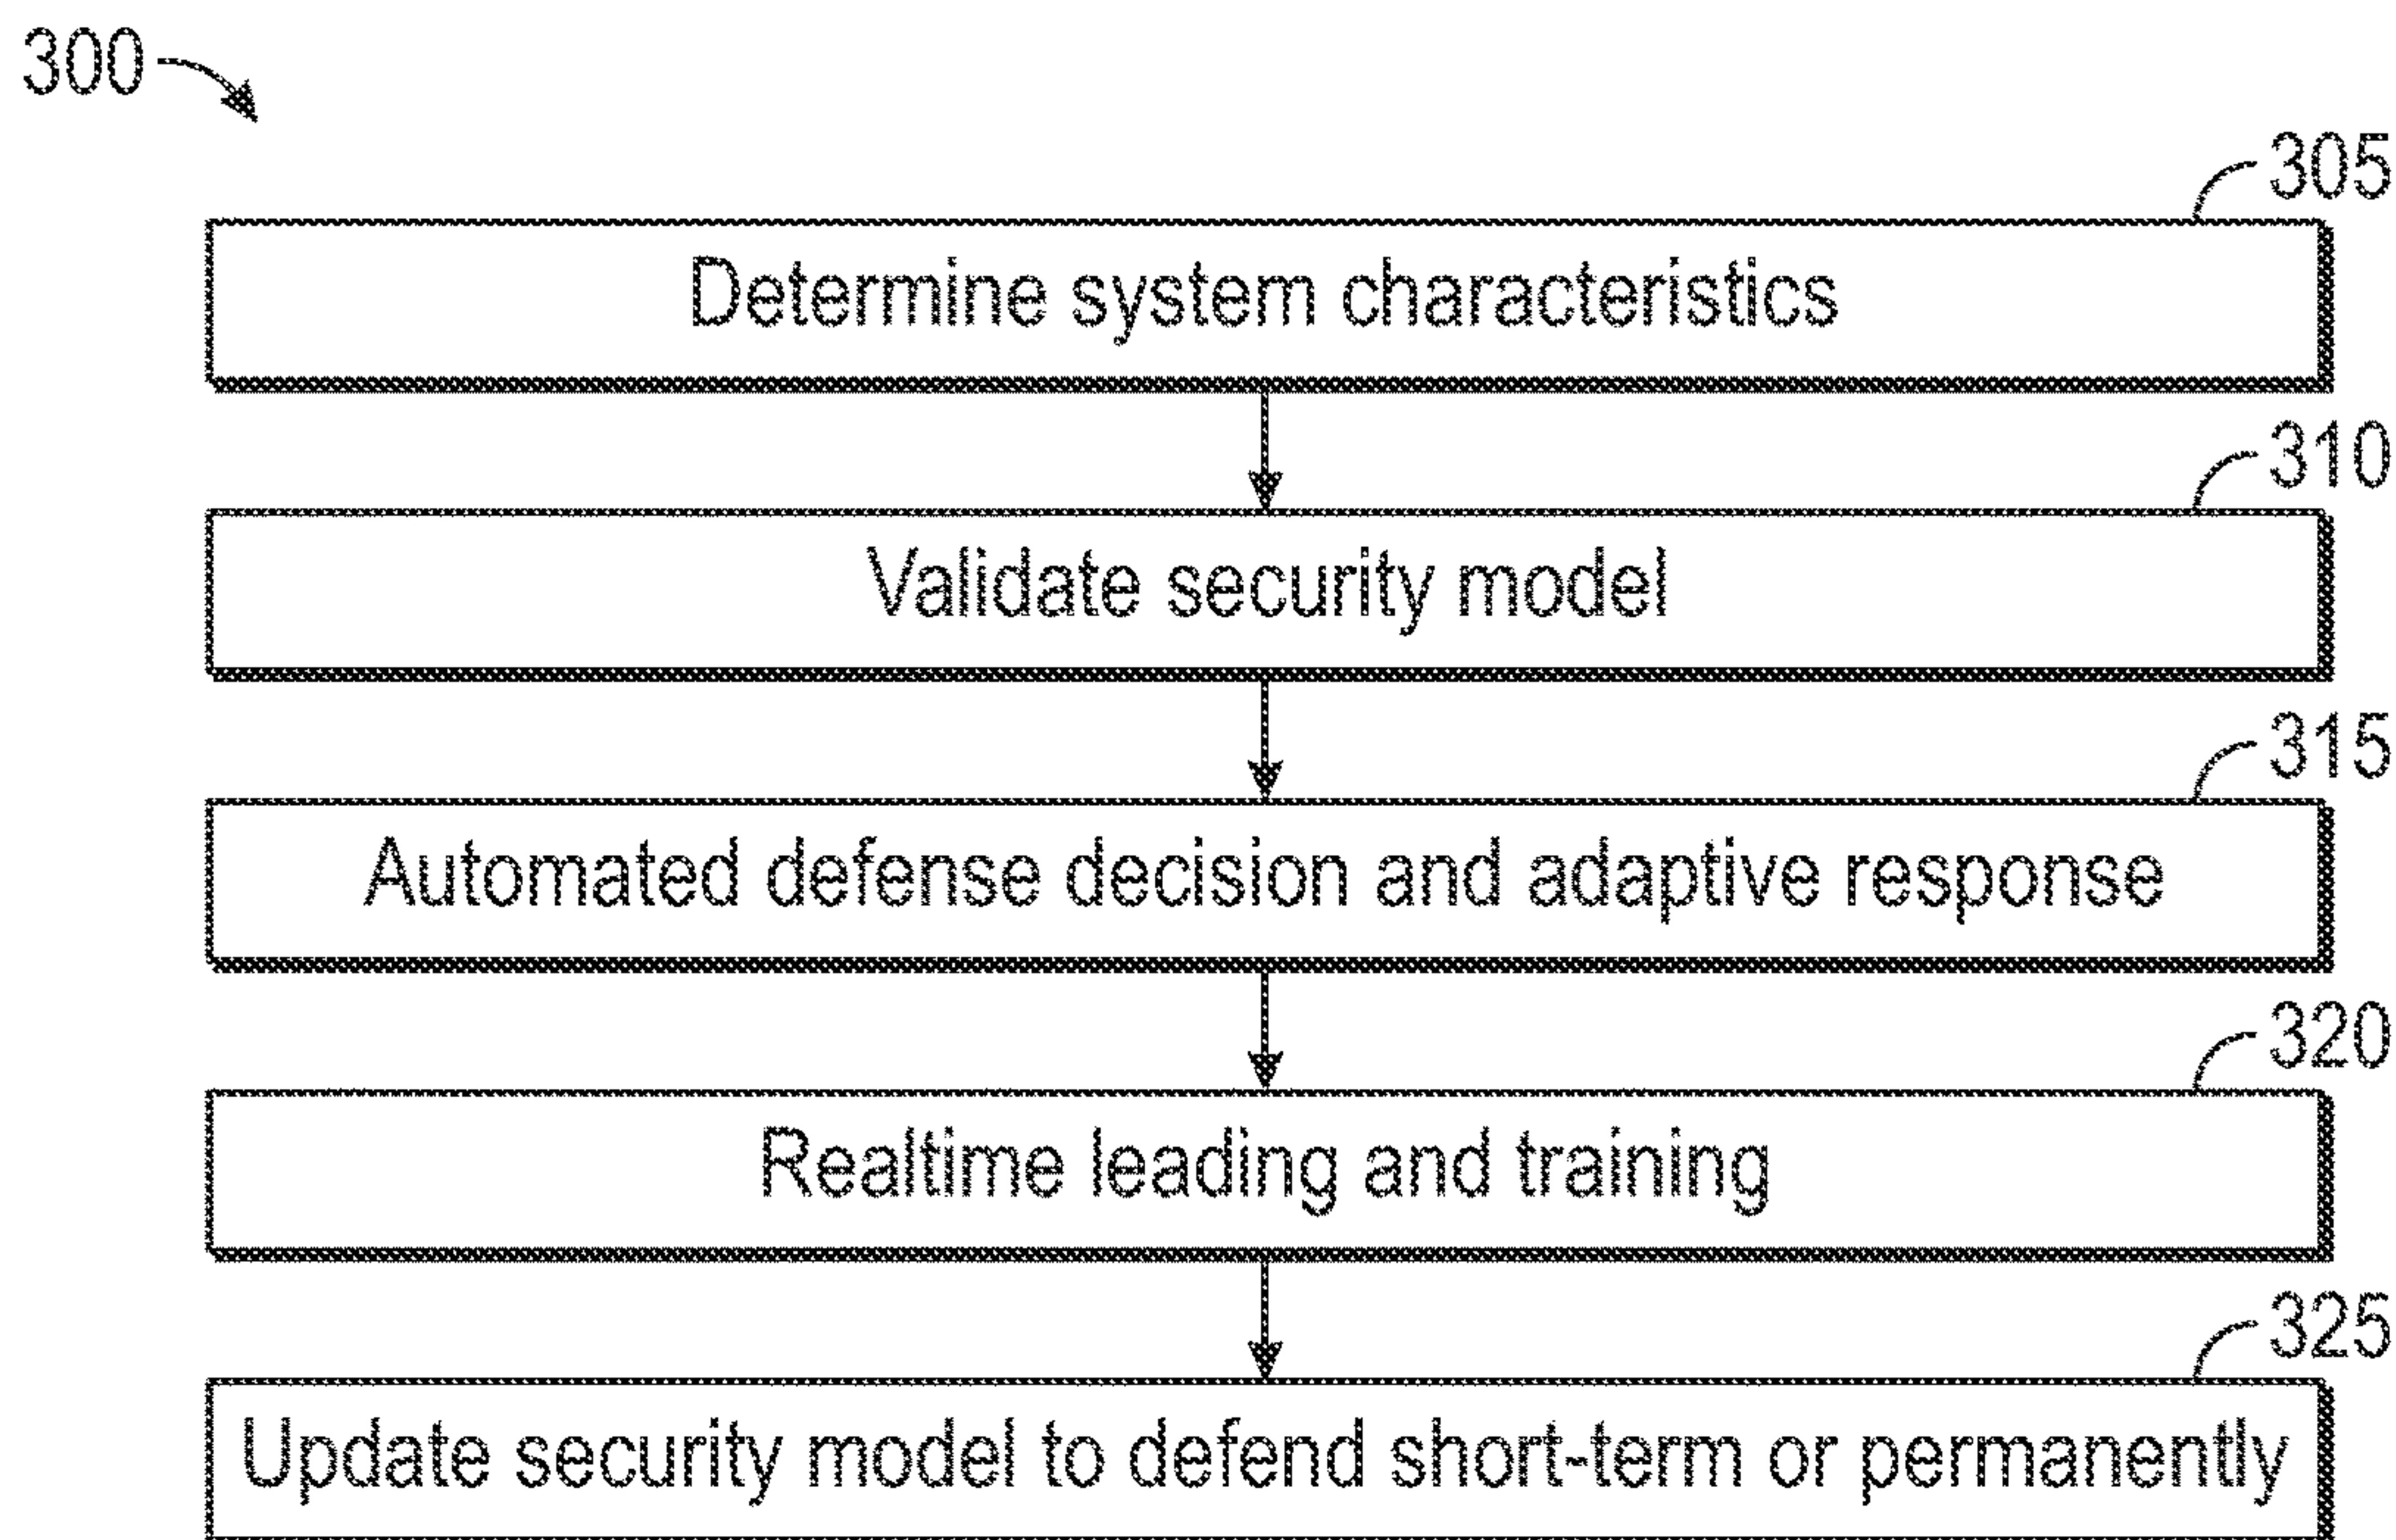 300
305
Determine system characteristics
310
Validate security model
315
Automated defense decision and adaptive response
320
Realtime leading and training
325
Update security model to defend short-term or permanently